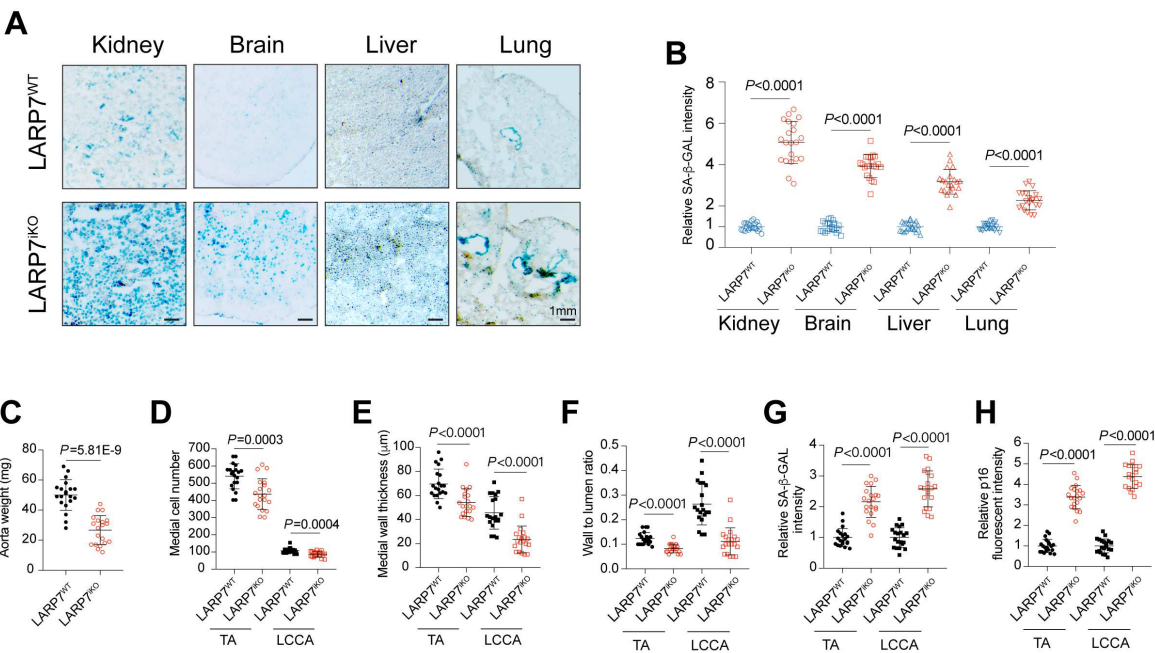 A
Kidney Brain Liver Lung
LARP7WT
LARP7iKO
1mm
B
Relative SA-β-GAL intensity
8
6
4
2
1
0
P<0.0001
P<0.0001
P<0.0001
P<0.0001
LARP7WT LARP7iKO LARP7WT LARP7iKO LARP7WT LARP7iKO LARP7WT LARP7iKO
Kidney Brain Liver Lung
C
Aorta weight (mg)
80
60
40
20
0
P=5.81E-9
LARP7WT LARP7iKO
D
Medial cell number
700
600
500
400
300
200
100
0
P=0.0003
P=0.0004
LARP7WT LARP7iKO LARP7WT LARP7iKO
TA LCCA
E
Medial wall thickness (μm)
100
80
60
40
20
0
P<0.0001
P<0.0001
LARP7WT LARP7iKO LARP7WT LARP7iKO
TA LCCA
F
Wall to lumen ratio
0.5
0.4
0.3
0.2
0.1
0.0
P<0.0001
P<0.0001
LARP7WT LARP7iKO LARP7WT LARP7iKO
TA LCCA
G
Relative SA-β-GAL
intensity
4
3
2
1
0
P<0.0001
P<0.0001
LARP7WT LARP7iKO LARP7WT LARP7iKO
TA LCCA
H
Relative p16
fluorescent intensity
6
5
4
3
2
1
0
P<0.0001
P<0.0001
LARP7WT LARP7iKO LARP7WT LARP7iKO
TA LCCA